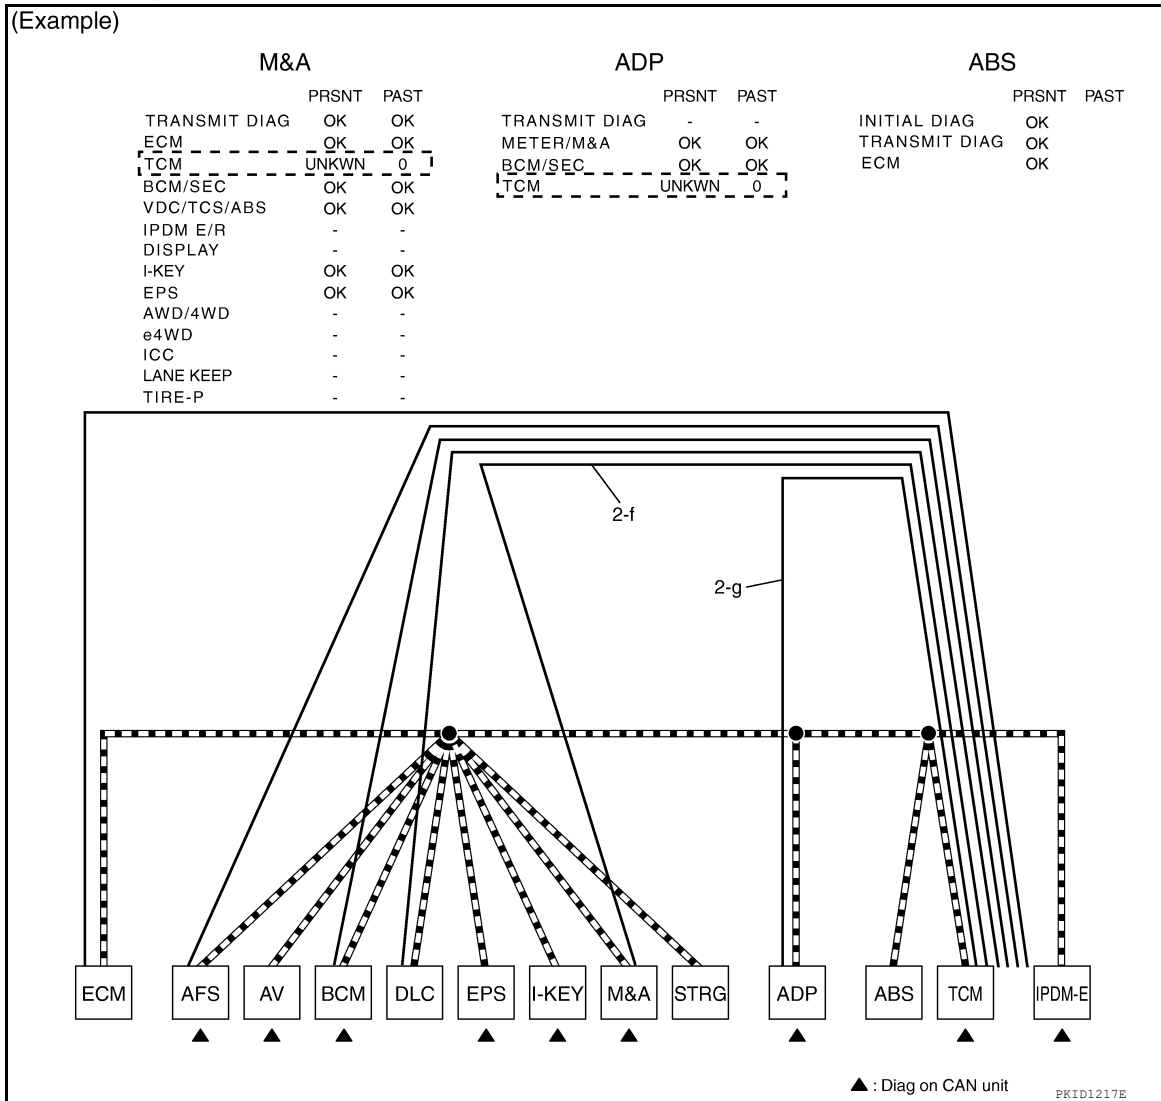 (Example)
M&A
PRSNT PAST
TRANSMIT DIAG OK OK
ECM OK OK
TCM UNKWN 0
BCM/SEC OK OK
VDC/TCS/ABS OK OK
IPDM E/R - -
DISPLAY - -
I-KEY OK OK
EPS OK OK
AWD/4WD - -
e4WD - -
ICC - -
LANE KEEP - -
TIRE-P - -
ADP
PRSNT PAST
TRANSMIT DIAG - -
METER/M&A OK OK
BCM/SEC OK OK
TCM UNKWN 0
ABS
PRSNT PAST
INITIAL DIAG OK
TRANSMIT DIAG OK
ECM OK
2-f
2-g
ECM AFS AV BCM DLC EPS I-KEY M&A STRG ADP ABS TCM IPDM-E
▲ : Diag on CAN unit
PKID1217E